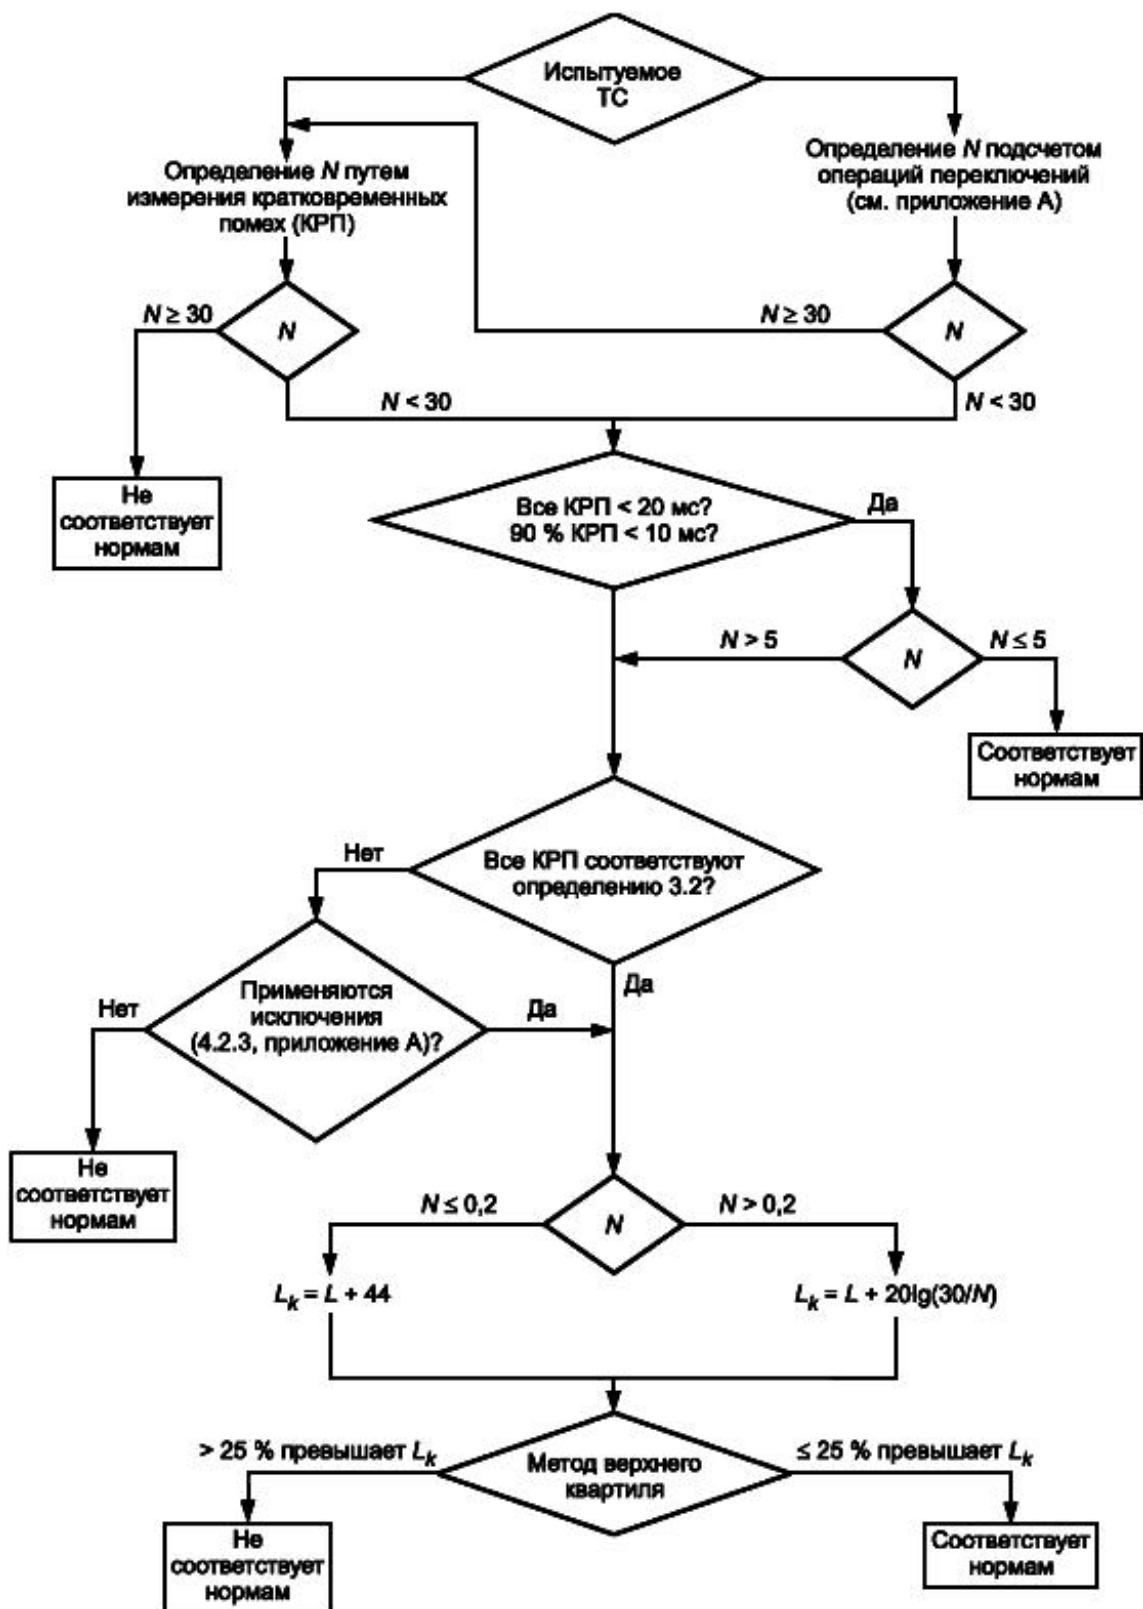 Испытуемое
ТС
Определение N путем
измерения кратковременных
помех (КРП)
Определение N подсчетом
операций переключений
(см. приложение А)
N ≥ 30
N
N ≥ 30
N
N < 30
N < 30
Не
соответствует
нормам
Все КРП < 20 мс?
90 % КРП < 10 мс?
Да
N > 5
N
N ≤ 5
Соответствует
нормам
Нет
Все КРП соответствуют
определению 3.2?
Да
Нет
Применяются
исключения
(4.2.3, приложение А)?
Да
Не
соответствует
нормам
N ≤ 0,2
N
N > 0,2
Lk = L + 44
Lk = L + 20lg(30/N)
> 25 % превышает Lk
Метод верхнего
квартиля
≤ 25 % превышает Lk
Не
соответствует
нормам
Соответствует
нормам